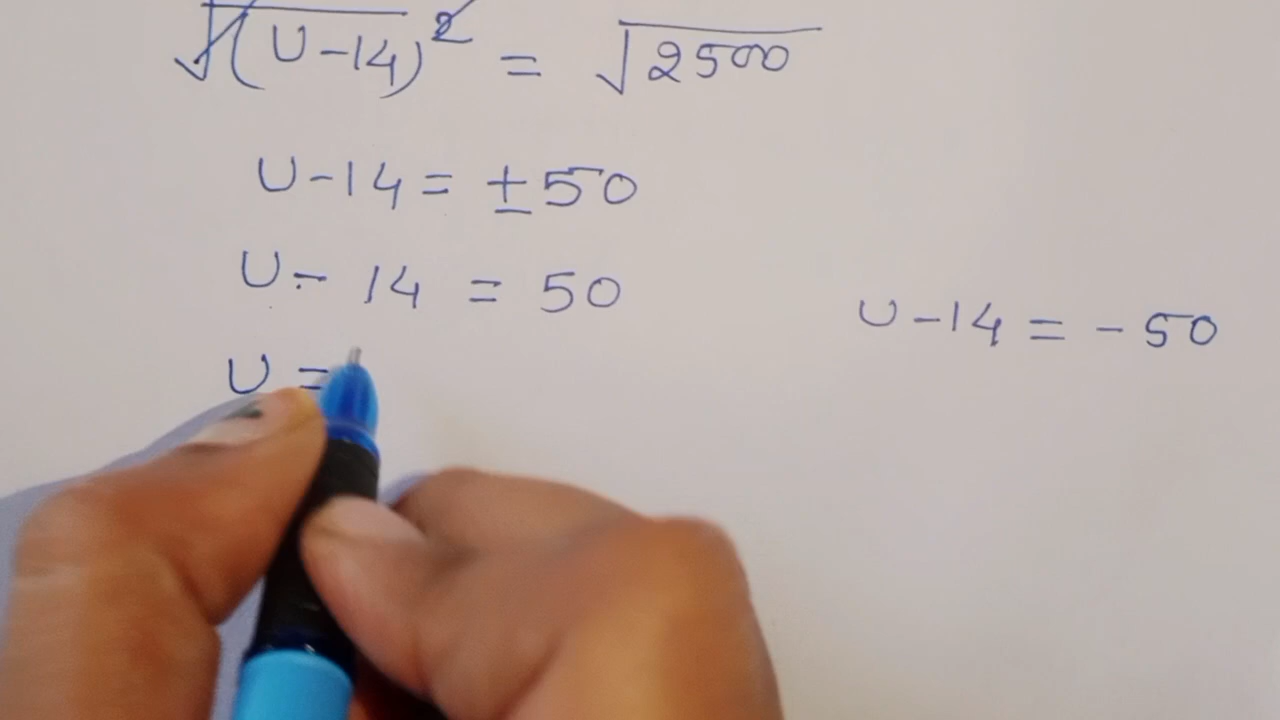 √(U-14)² = √2500
U-14 = ±50
U - 14 = 50
U-14 = -50
U =